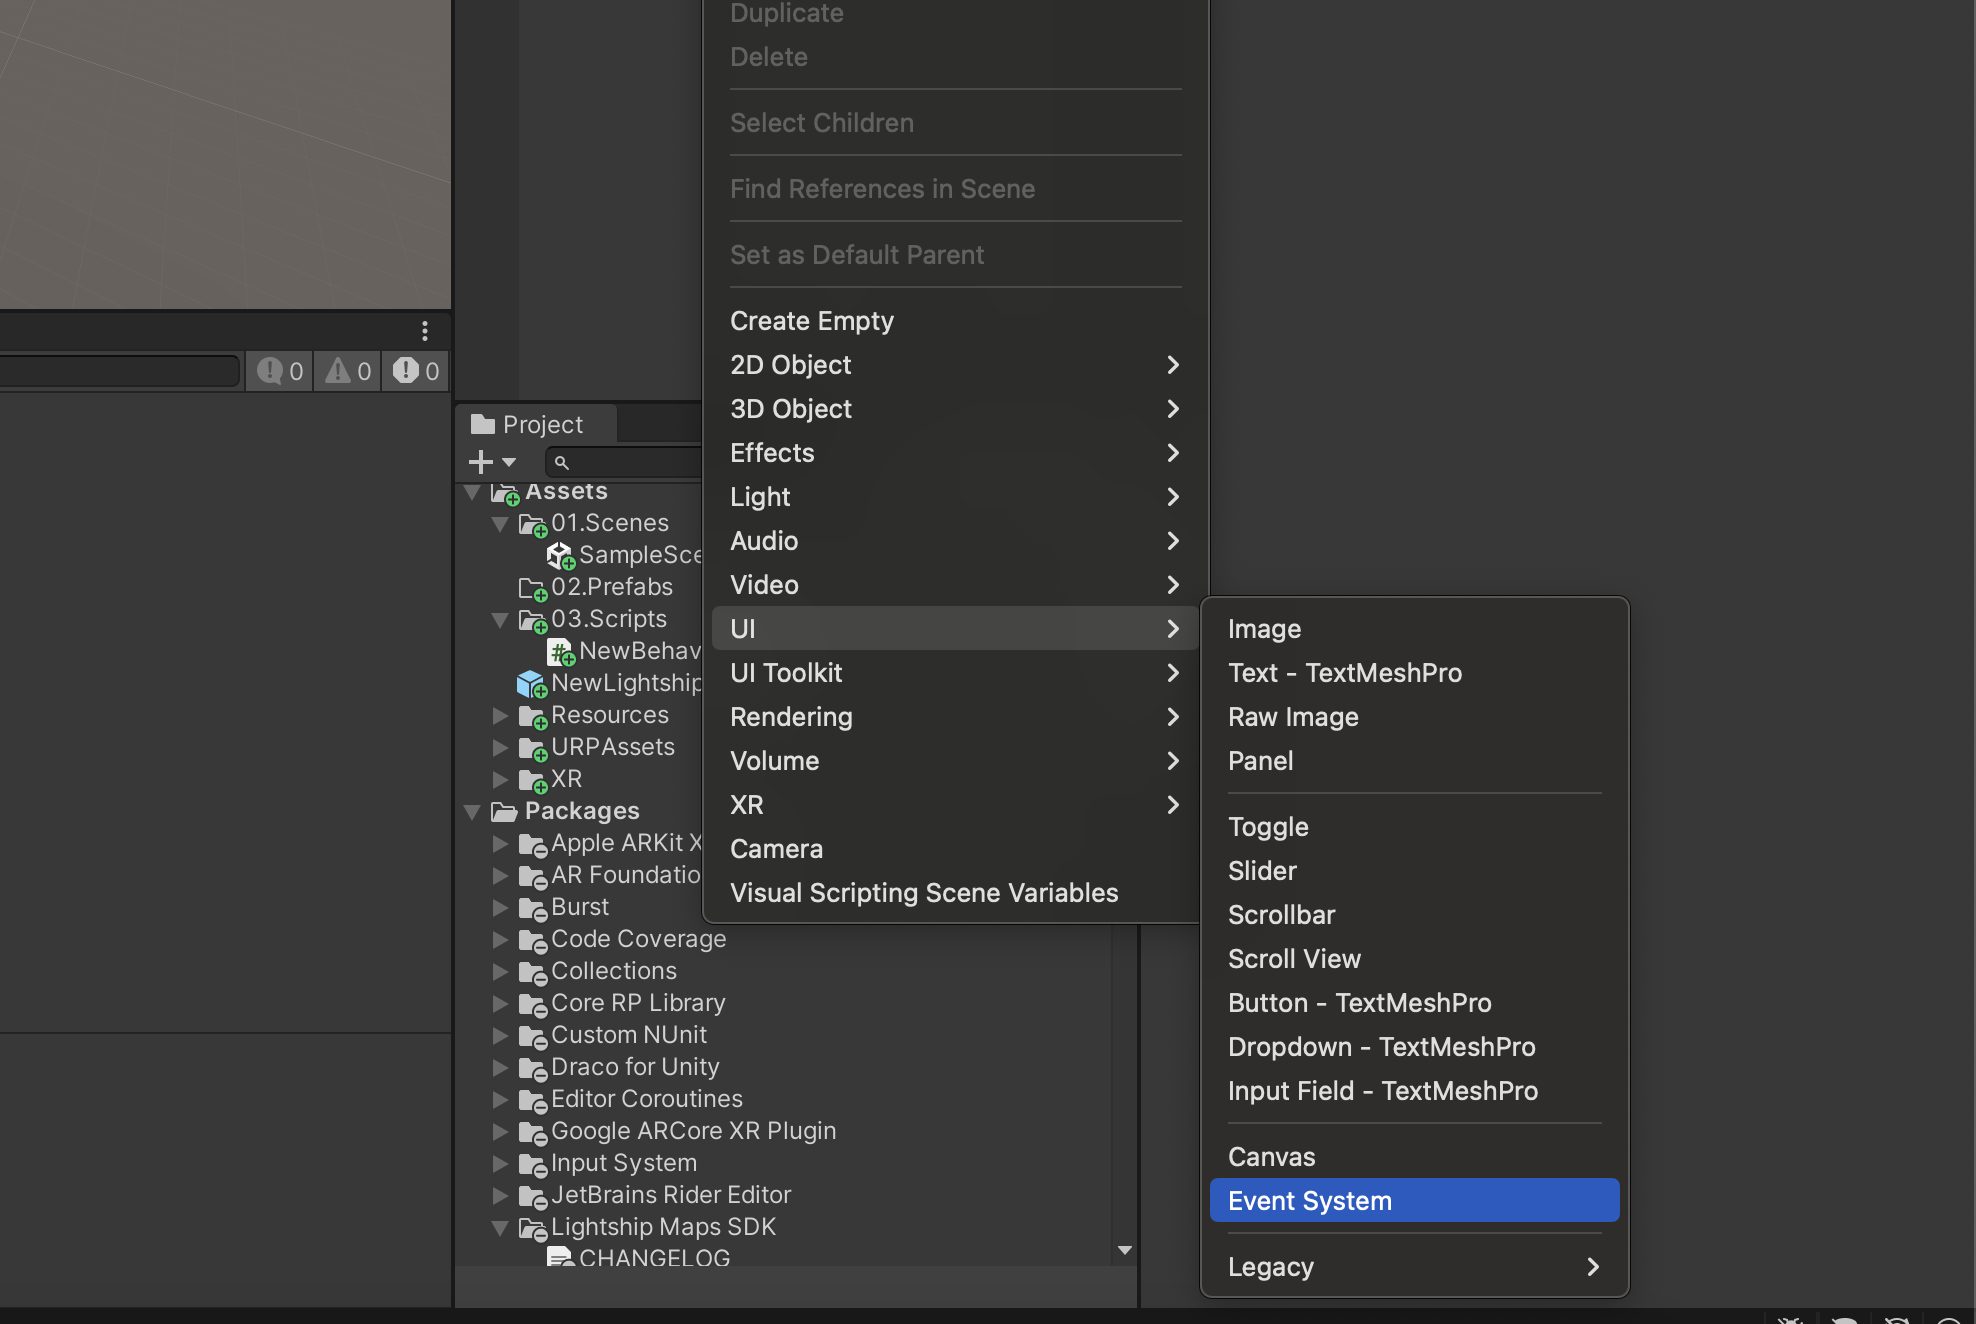 Duplicate
Delete
Select Children
Find References in Scene
Set as Default Parent
Create Empty
2D Object
3D Object
Effects
Light
Audio
Video
UI
UI Toolkit
Rendering
Volume
XR
Camera
Visual Scripting Scene Variables
Image
Text - TextMeshPro
Raw Image
Panel
Toggle
Slider
Scrollbar
Scroll View
Button - TextMeshPro
Dropdown - TextMeshPro
Input Field - TextMeshPro
Canvas
Event System
Legacy
0 0 0
Project
Assets
01.Scenes
SampleSce
02.Prefabs
03.Scripts
NewBehav
NewLightship
Resources
URPAssets
XR
Packages
Apple ARKit X
AR Foundatio
Burst
Code Coverage
Collections
Core RP Library
Custom NUnit
Draco for Unity
Editor Coroutines
Google ARCore XR Plugin
Input System
JetBrains Rider Editor
Lightship Maps SDK
CHANGELOG